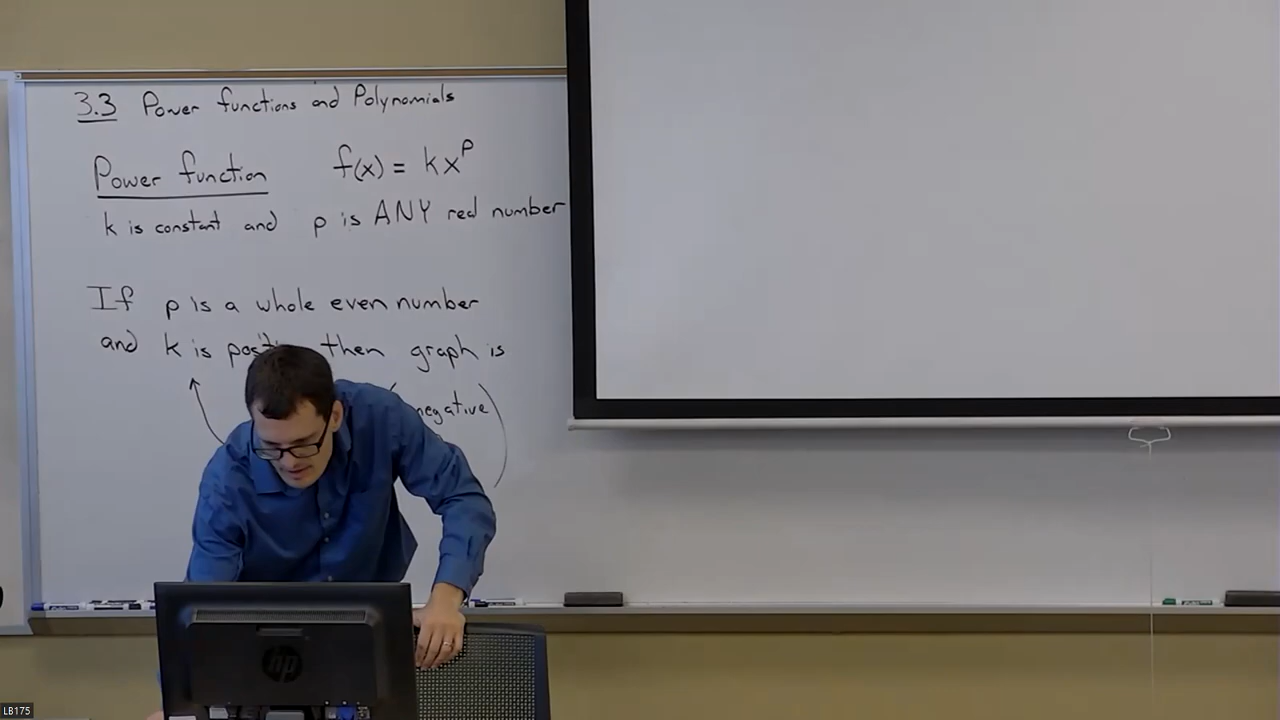 3.3 Power functions and Polynomials
Power function f(x) = kx^p
k is constant and p is ANY real number
If p is a whole even number
and k is then graph is
negative)
hp
LB175